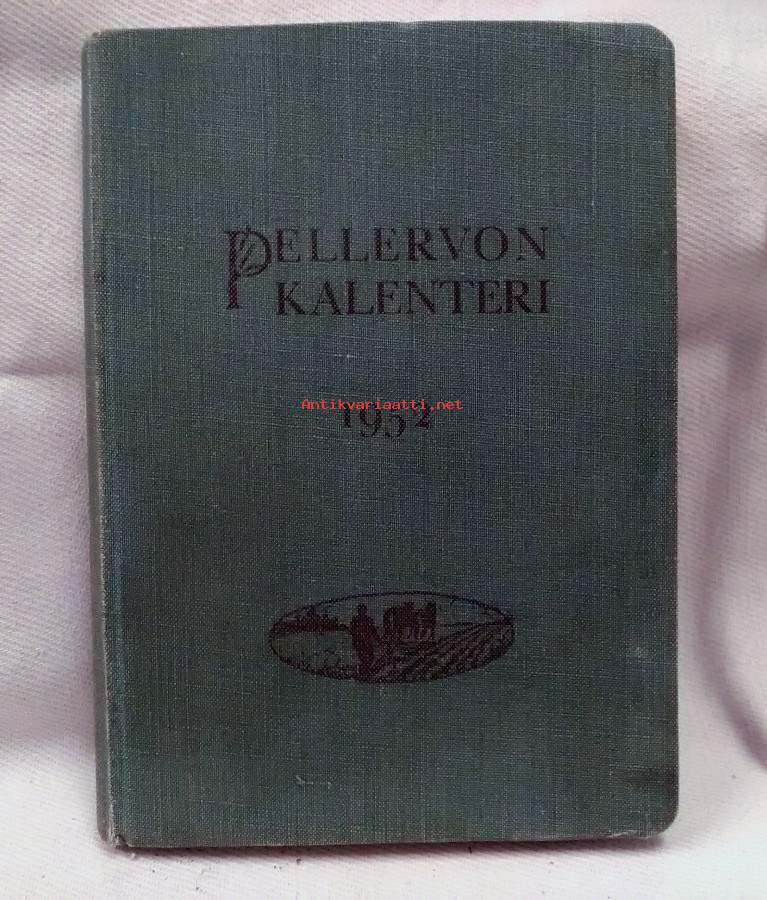 PELLERVON
KALENTERI
Antikvariaatti.net
1952